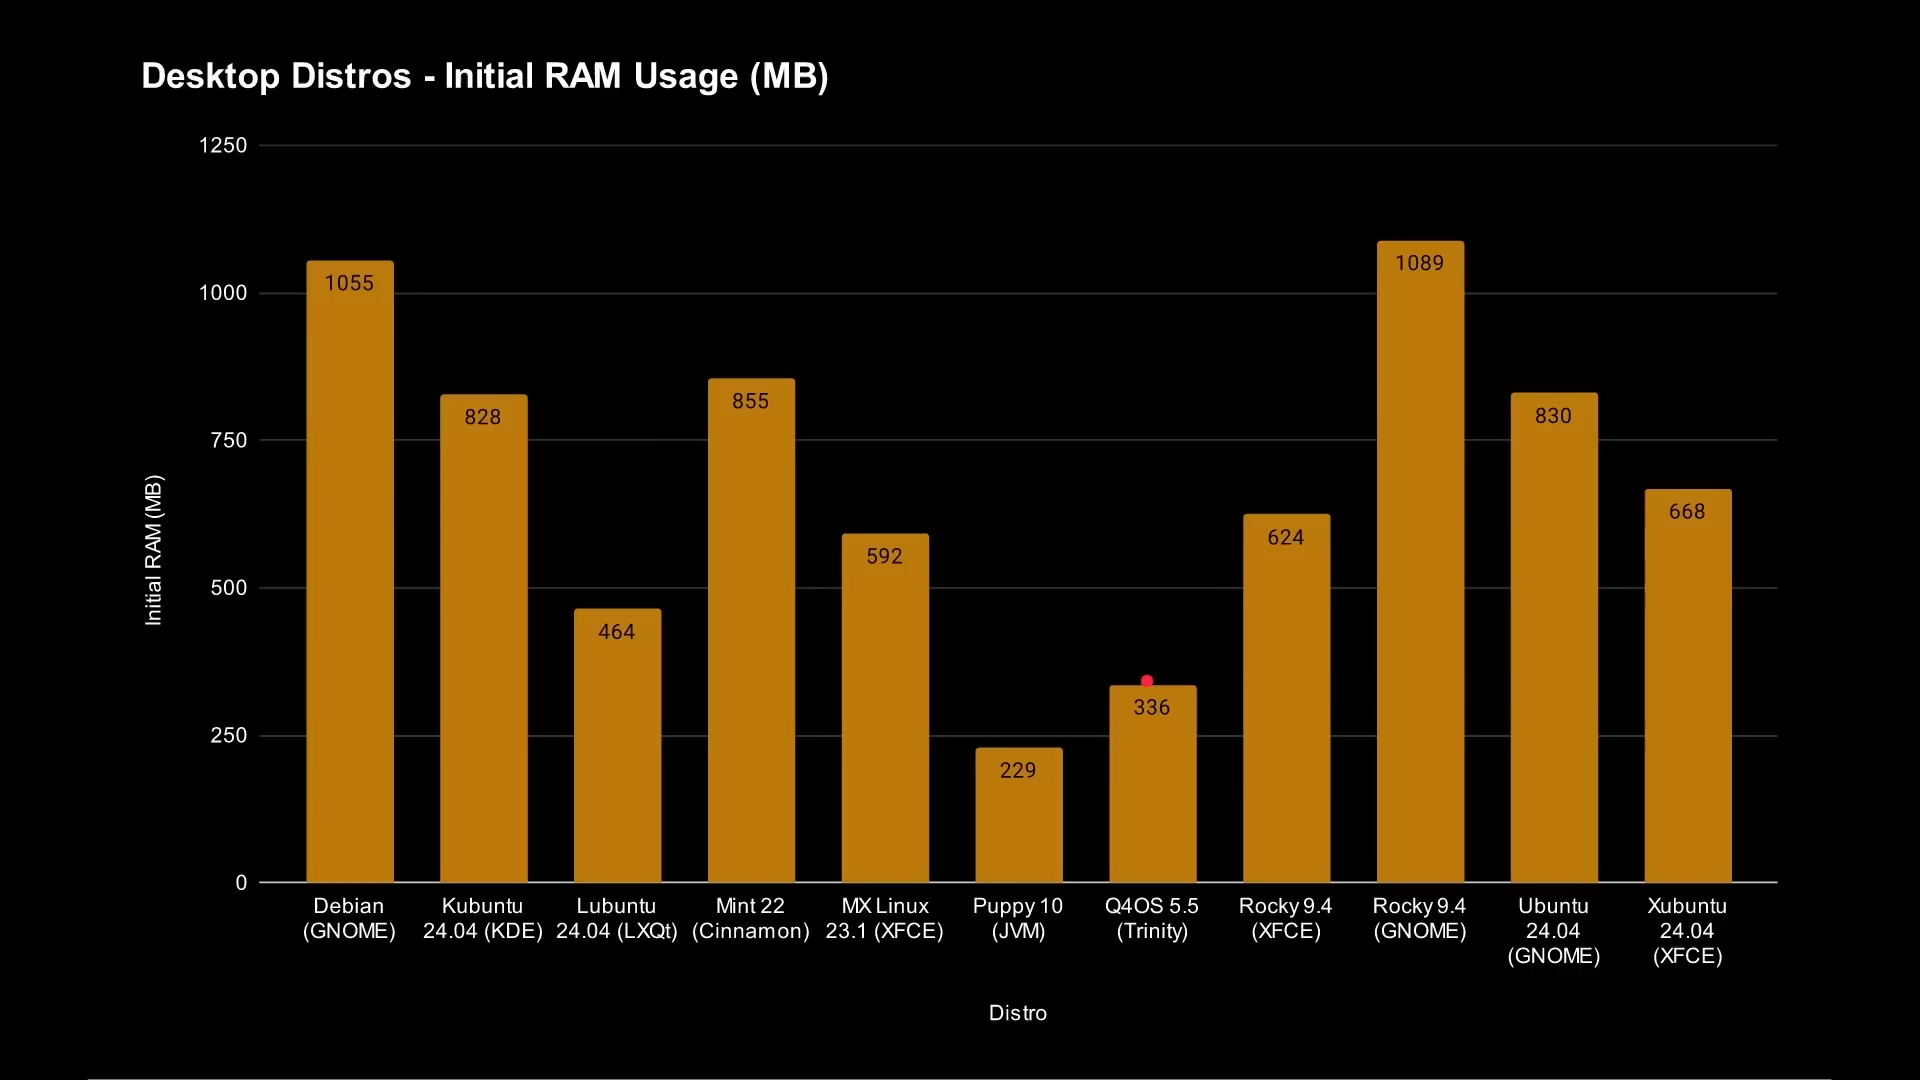 Desktop Distros - Initial RAM Usage (MB)
1250
1000
750
500
250
0
Initial RAM (MB)
1055
828
464
855
592
229
336
624
1089
830
668
Debian
(GNOME)
Kubuntu
24.04 (KDE)
Lubuntu
24.04 (LXQt)
Mint 22
(Cinnamon)
MX Linux
23.1 (XFCE)
Puppy 10
(JVM)
Q4OS 5.5
(Trinity)
Rocky 9.4
(XFCE)
Rocky 9.4
(GNOME)
Ubuntu
24.04
(GNOME)
Xubuntu
24.04
(XFCE)
Distro